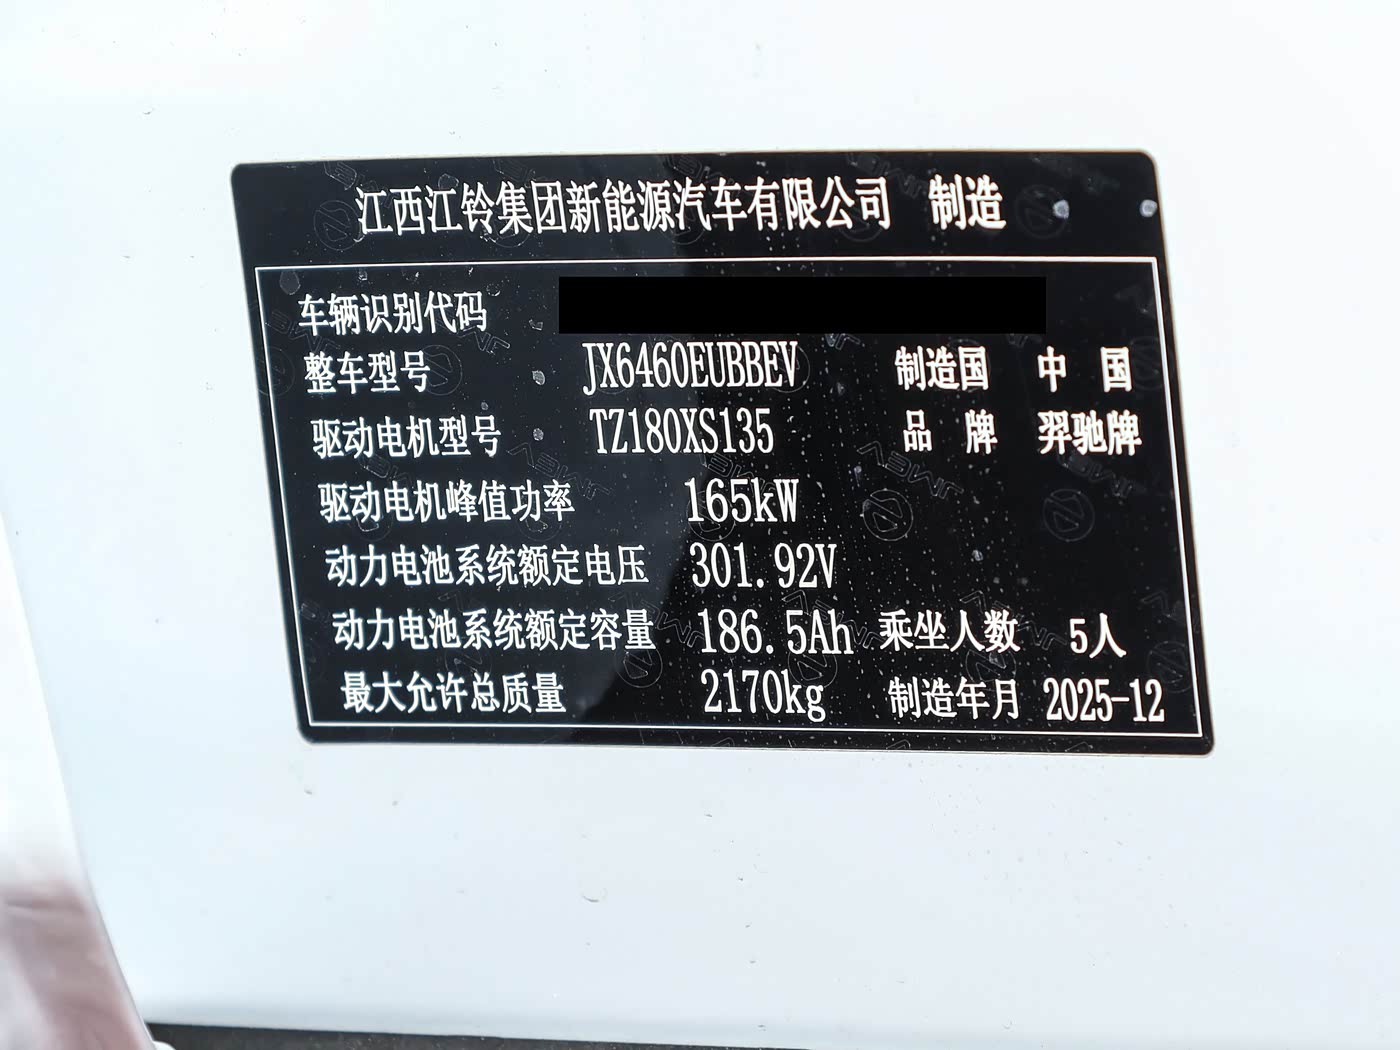 江西江铃集团新能源汽车有限公司 制造
车辆识别代码
整车型号 JX6460EUBBEV 制造国 中 国
驱动电机型号 TZ180XS135 品 牌 羿驰牌
驱动电机峰值功率 165kW
动力电池系统额定电压 301.92V
动力电池系统额定容量 186.5Ah 乘坐人数 5人
最大允许总质量 2170kg 制造年月 2025-12